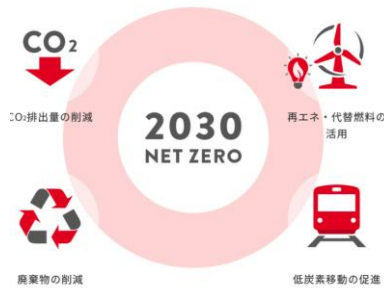 CO₂
CO₂排出量の削減
2030
NET ZERO
再エネ・代替燃料の
活用
廃棄物の削減
低炭素移動の促進